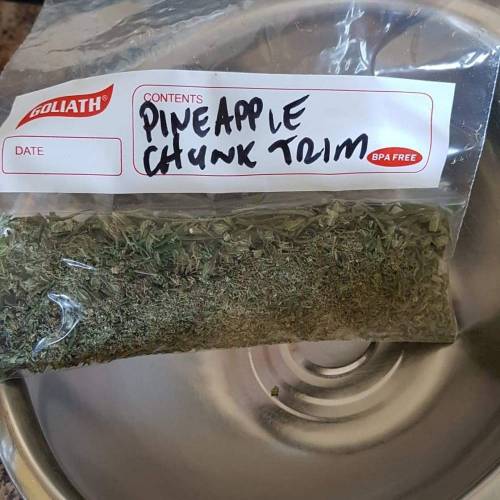 GOLIATH®
CONTENTS
PINEAPPLE
CHUNK TRIM
DATE
BPA FREE